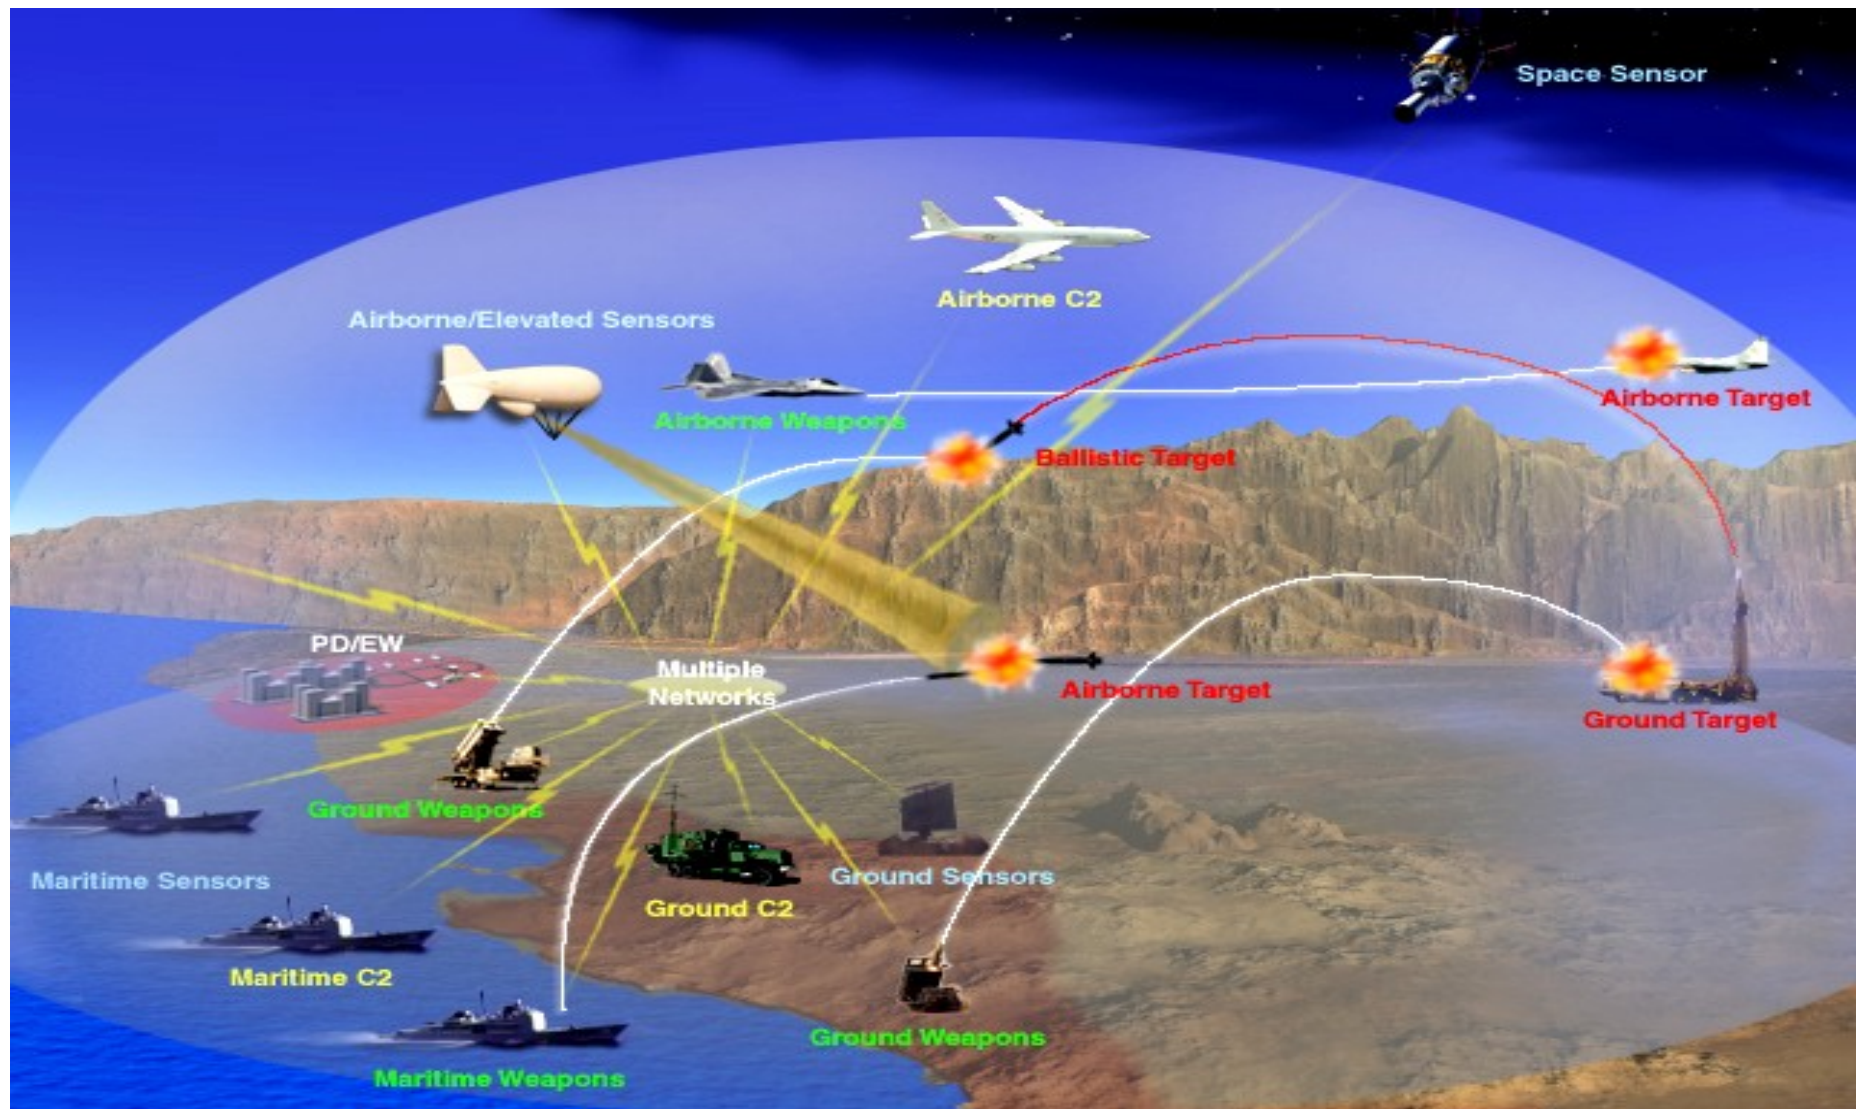 Space Sensor
Airborne C2
Airborne/Elevated Sensors
Airborne Weapons
Airborne Target
Ballistic Target
PD/EW
Multiple
Networks
Airborne Target
Ground Target
Ground Weapons
Maritime Sensors
Ground Sensors
Ground C2
Maritime C2
Ground Weapons
Maritime Weapons